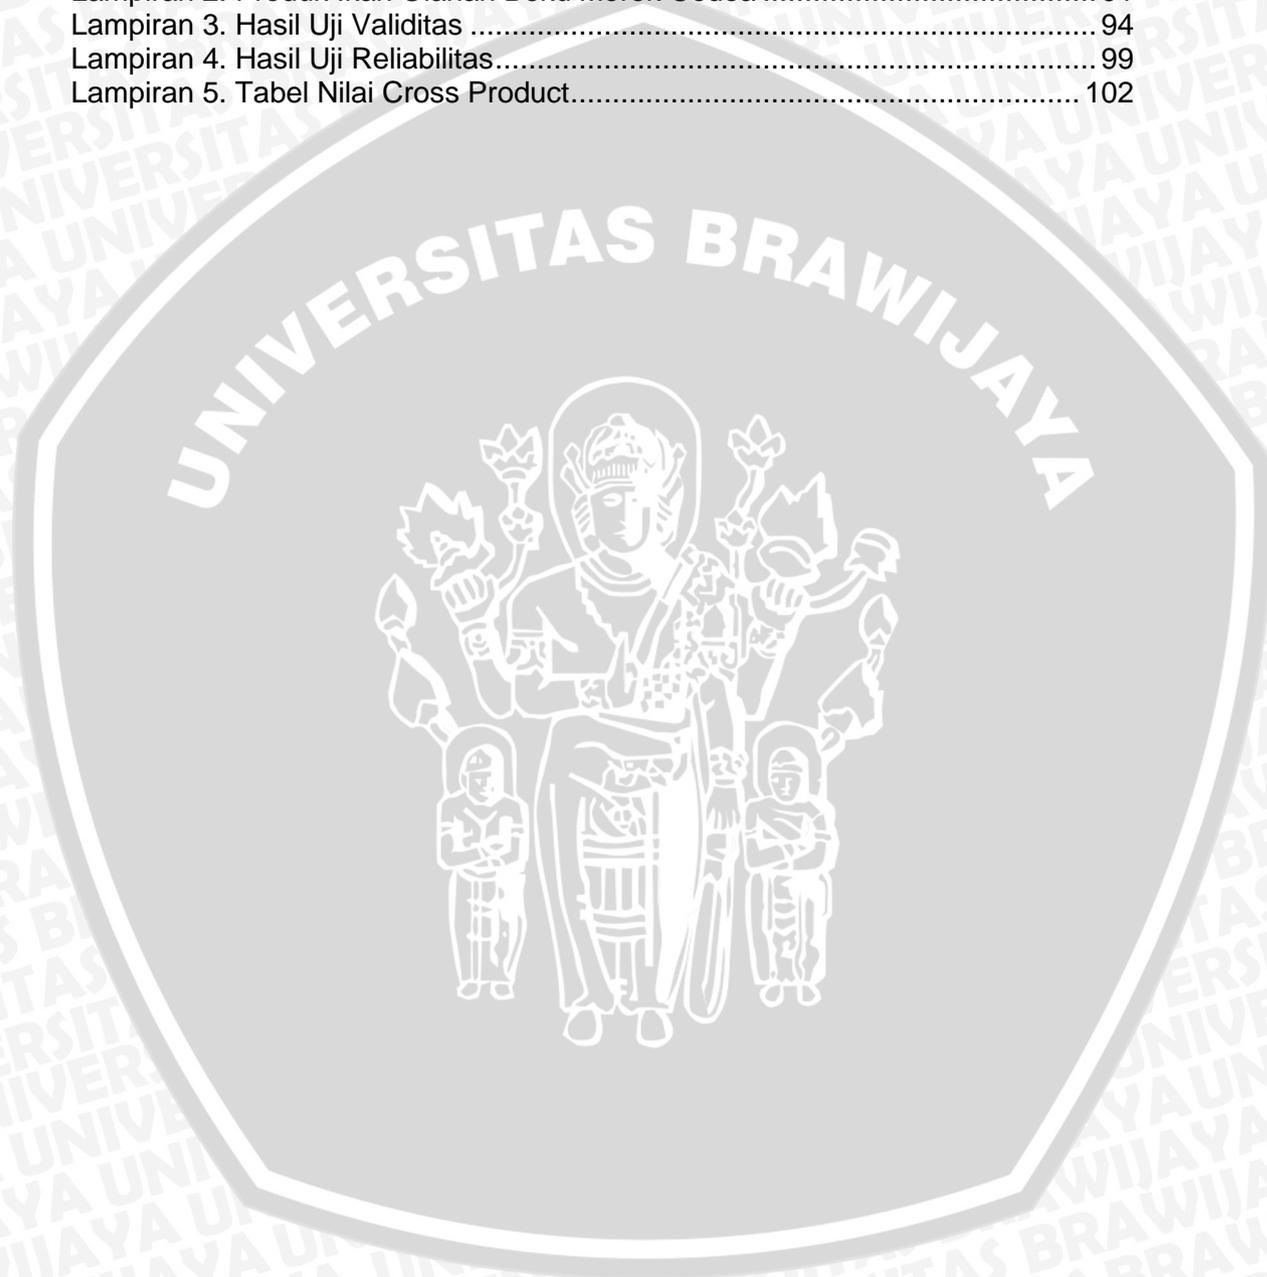 Lampiran 3. Hasil Uji Validitas ........................................................................... 94
Lampiran 4. Hasil Uji Reliabilitas........................................................................ 99
Lampiran 5. Tabel Nilai Cross Product............................................................. 102
UNIVERSITAS BRAWIJAYA